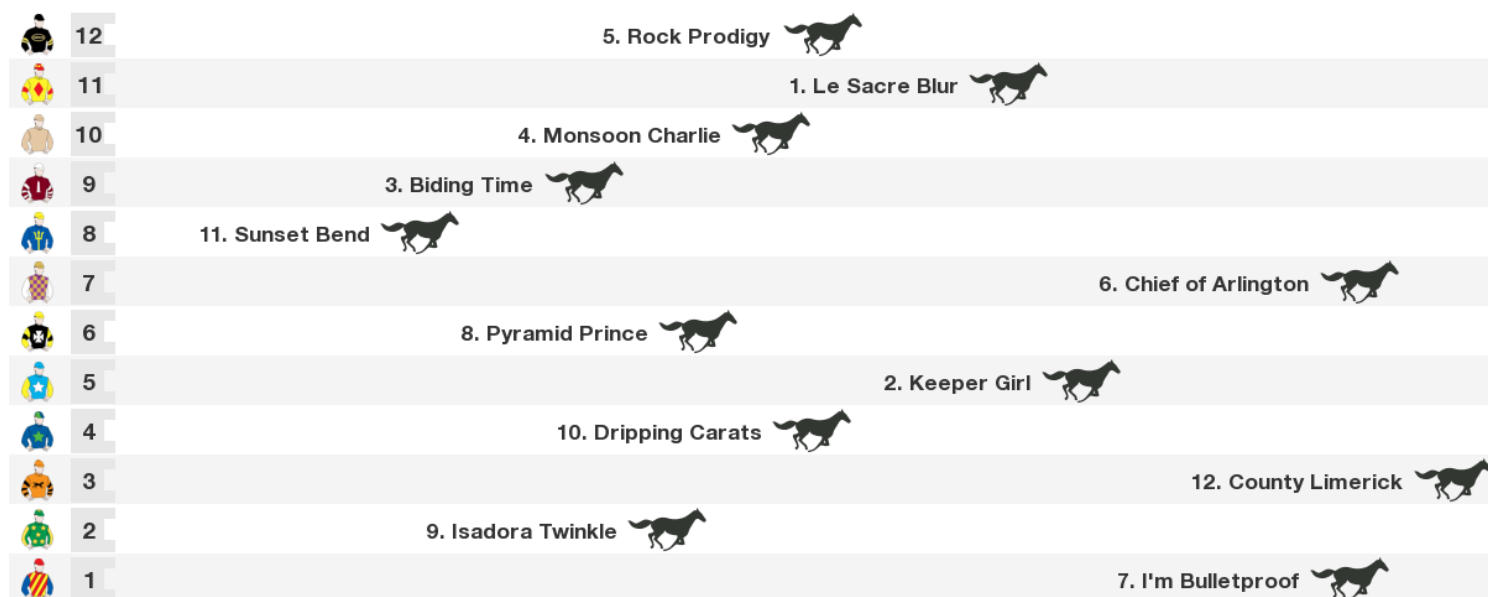 12 5. Rock Prodigy
11 1. Le Sacre Blur
10 4. Monsoon Charlie
9 3. Biding Time
8 11. Sunset Bend
7 6. Chief of Arlington
6 8. Pyramid Prince
5 2. Keeper Girl
4 10. Dripping Carats
3 12. County Limerick
2 9. Isadora Twinkle
1 7. I'm Bulletproof